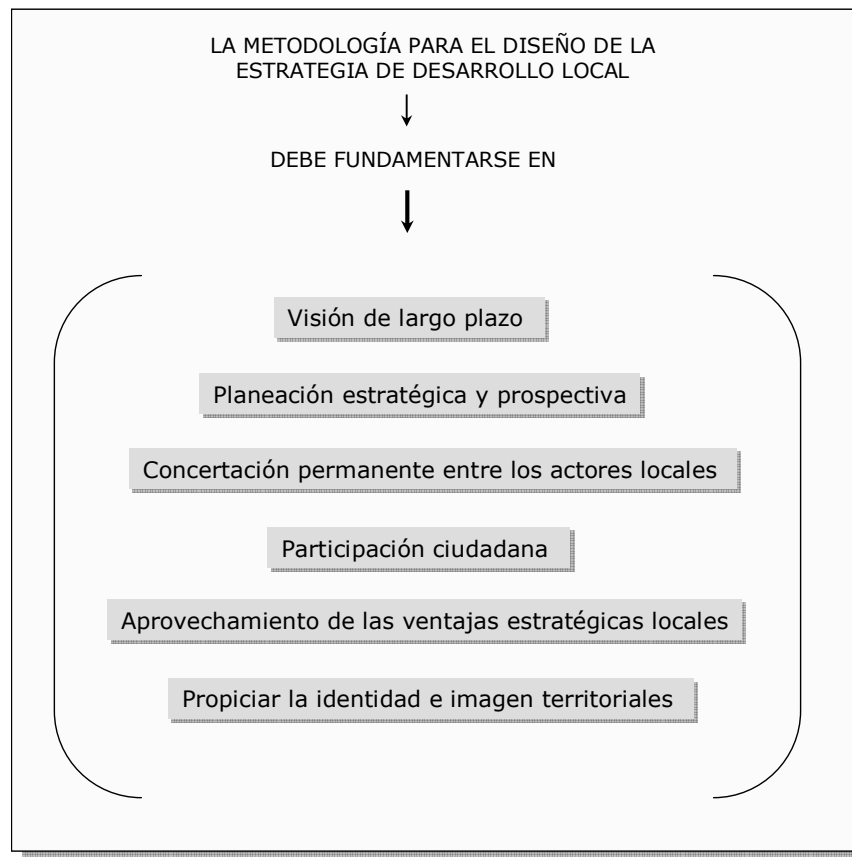 LA METODOLOGÍA PARA EL DISEÑO DE LA
ESTRATEGIA DE DESARROLLO LOCAL
DEBE FUNDAMENTARSE EN
Visión de largo plazo
Planeación estratégica y prospectiva
Concertación permanente entre los actores locales
Participación ciudadana
Aprovechamiento de las ventajas estratégicas locales
Propiciar la identidad e imagen territoriales